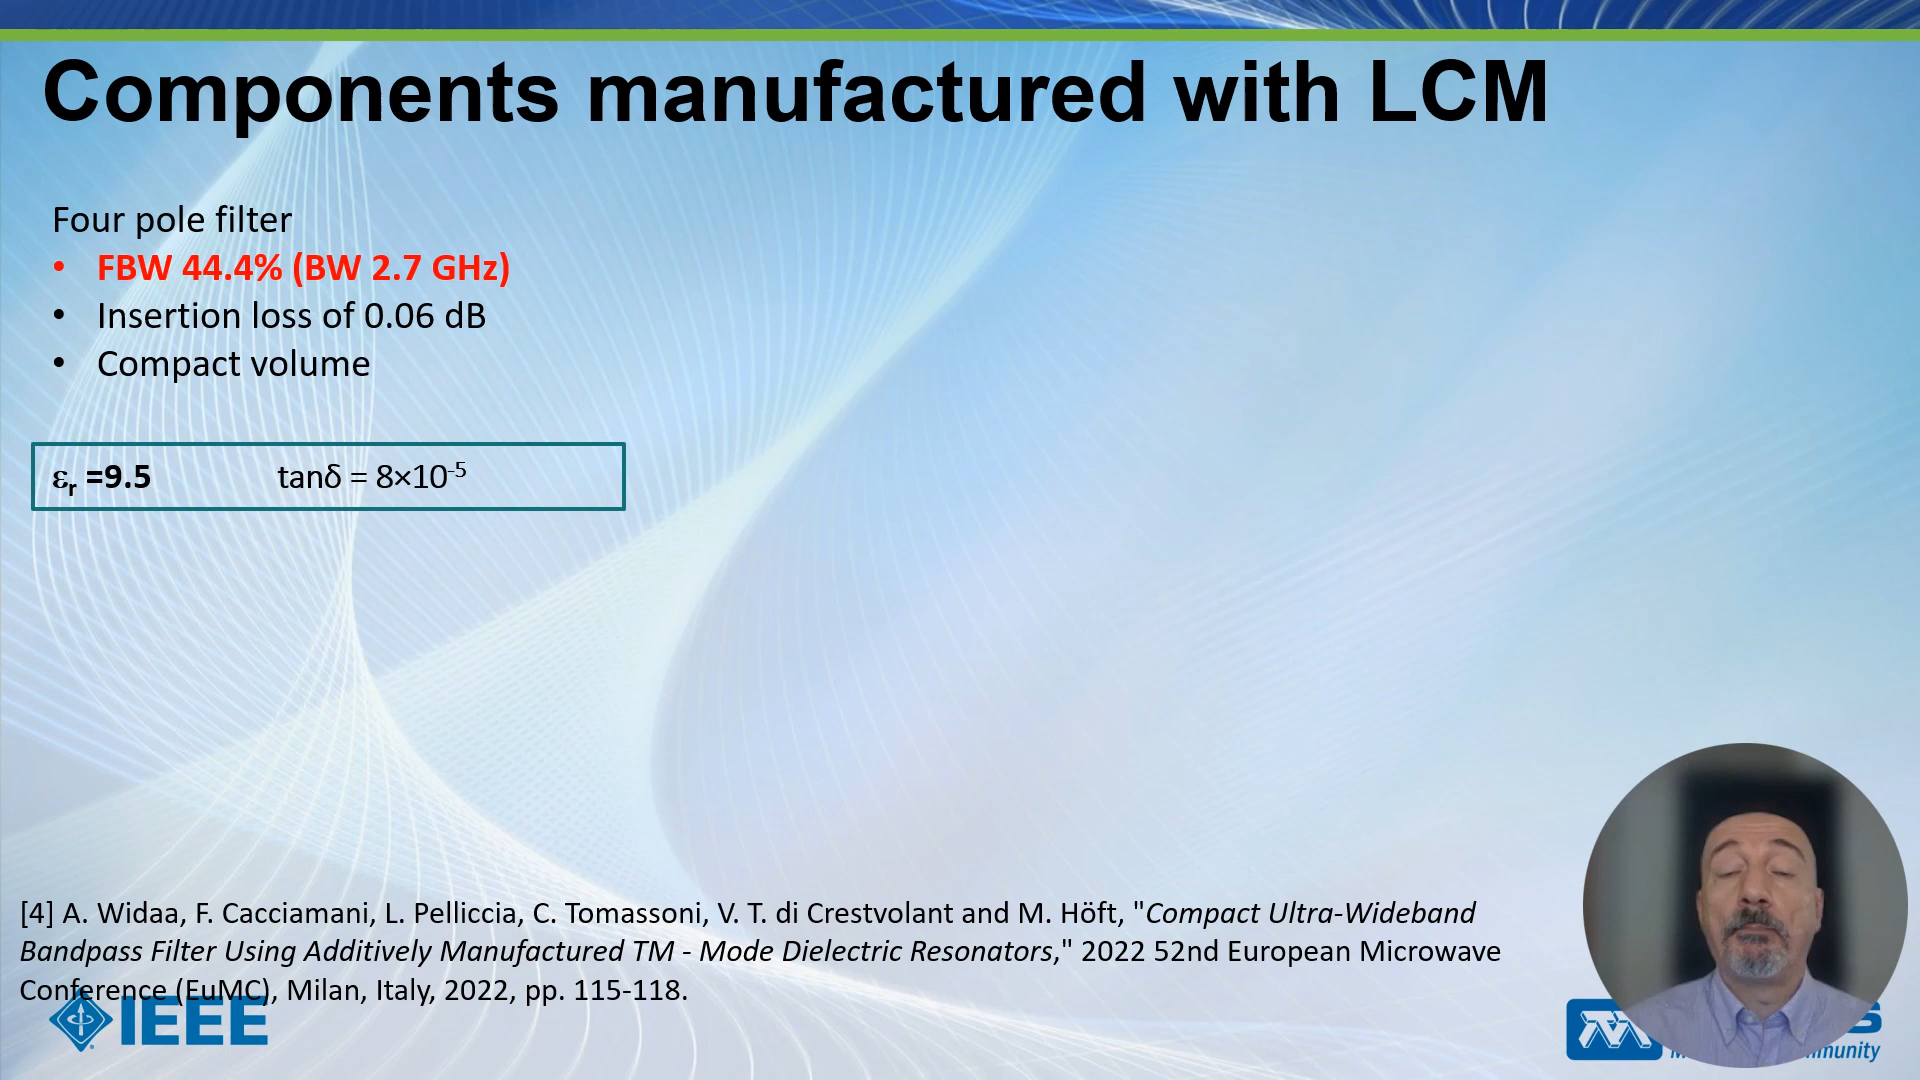 Components manufactured with LCM
Four pole filter
• FBW 44.4% (BW 2.7 GHz)
• Insertion loss of 0.06 dB
• Compact volume
εr =9.5 tanδ = 8×10⁻⁵
[4] A. Widaa, F. Cacciamani, L. Pelliccia, C. Tomassoni, V. T. di Crestvolant and M. Höft, "Compact Ultra-Wideband
Bandpass Filter Using Additively Manufactured TM - Mode Dielectric Resonators," 2022 52nd European Microwave
Conference (EuMC), Milan, Italy, 2022, pp. 115-118.
IEEE